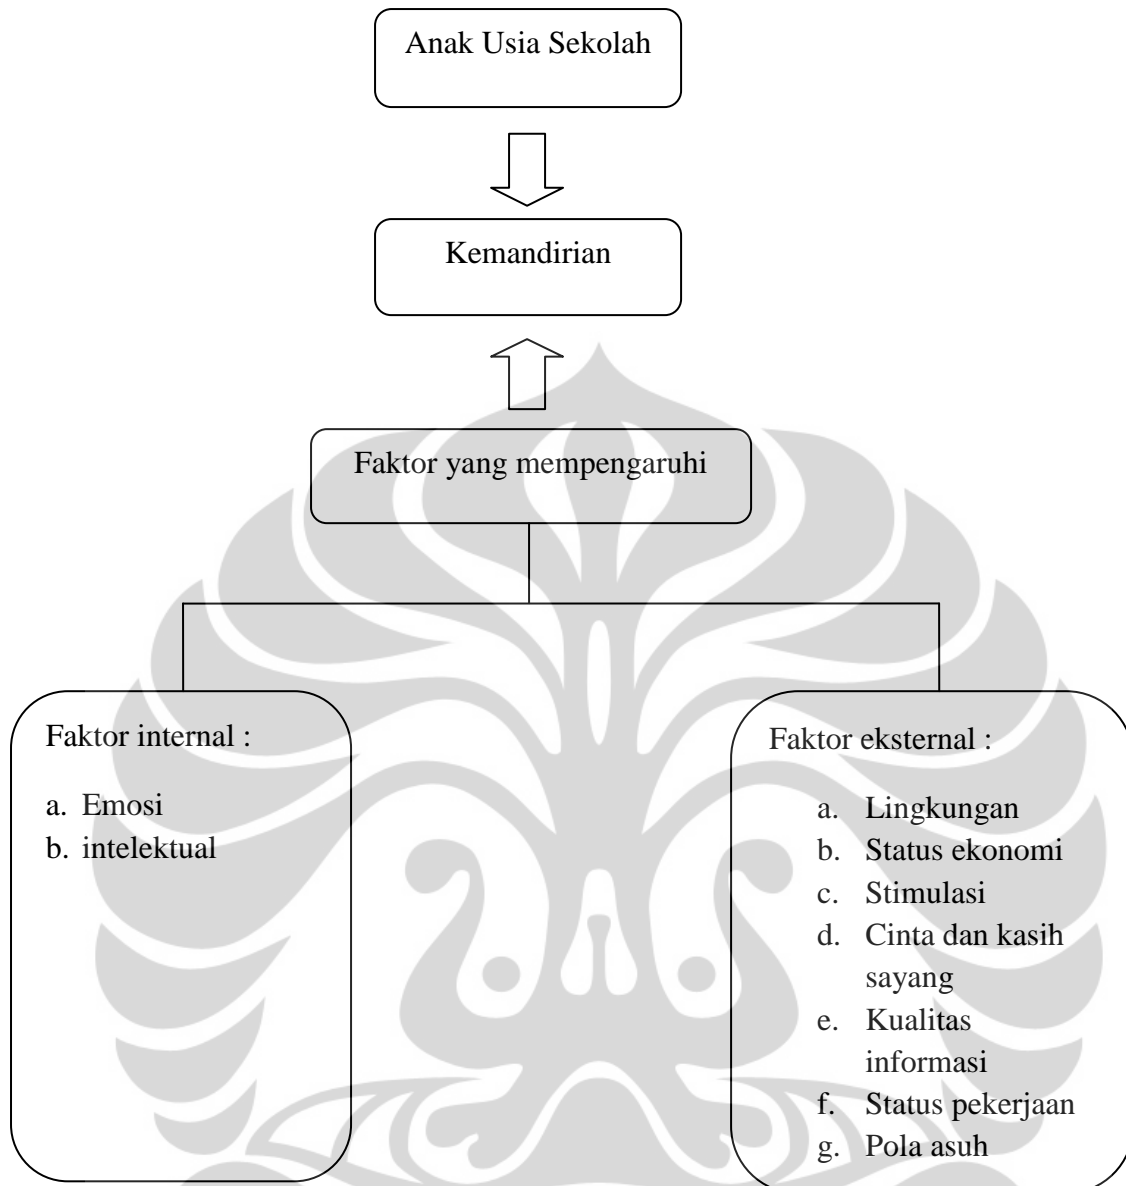 Anak Usia Sekolah
Kemandirian
Faktor yang mempengaruhi
Faktor internal :
a. Emosi
b. intelektual
Faktor eksternal :
a. Lingkungan
b. Status ekonomi
c. Stimulasi
d. Cinta dan kasih
sayang
e. Kualitas
informasi
f. Status pekerjaan
g. Pola asuh